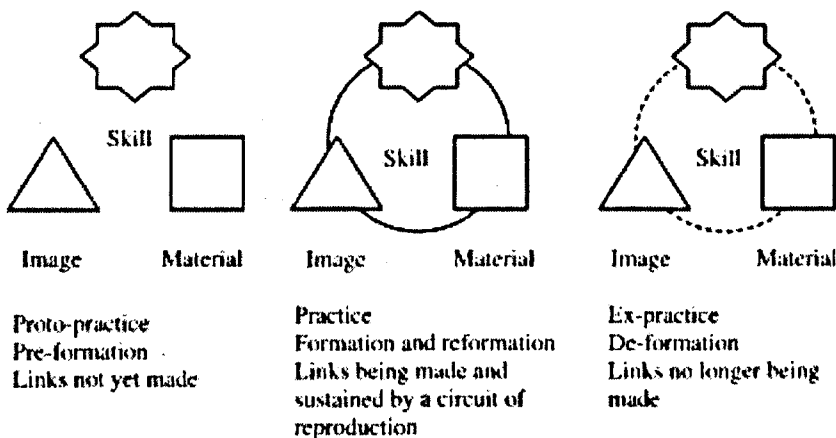 Skill
Image
Material
Proto-practice
Pre-formation
Links not yet made
Skill
Image
Material
Practice
Formation and reformation
Links being made and
sustained by a circuit of
reproduction
Skill
Image
Material
Ex-practice
De-formation
Links no longer being
made